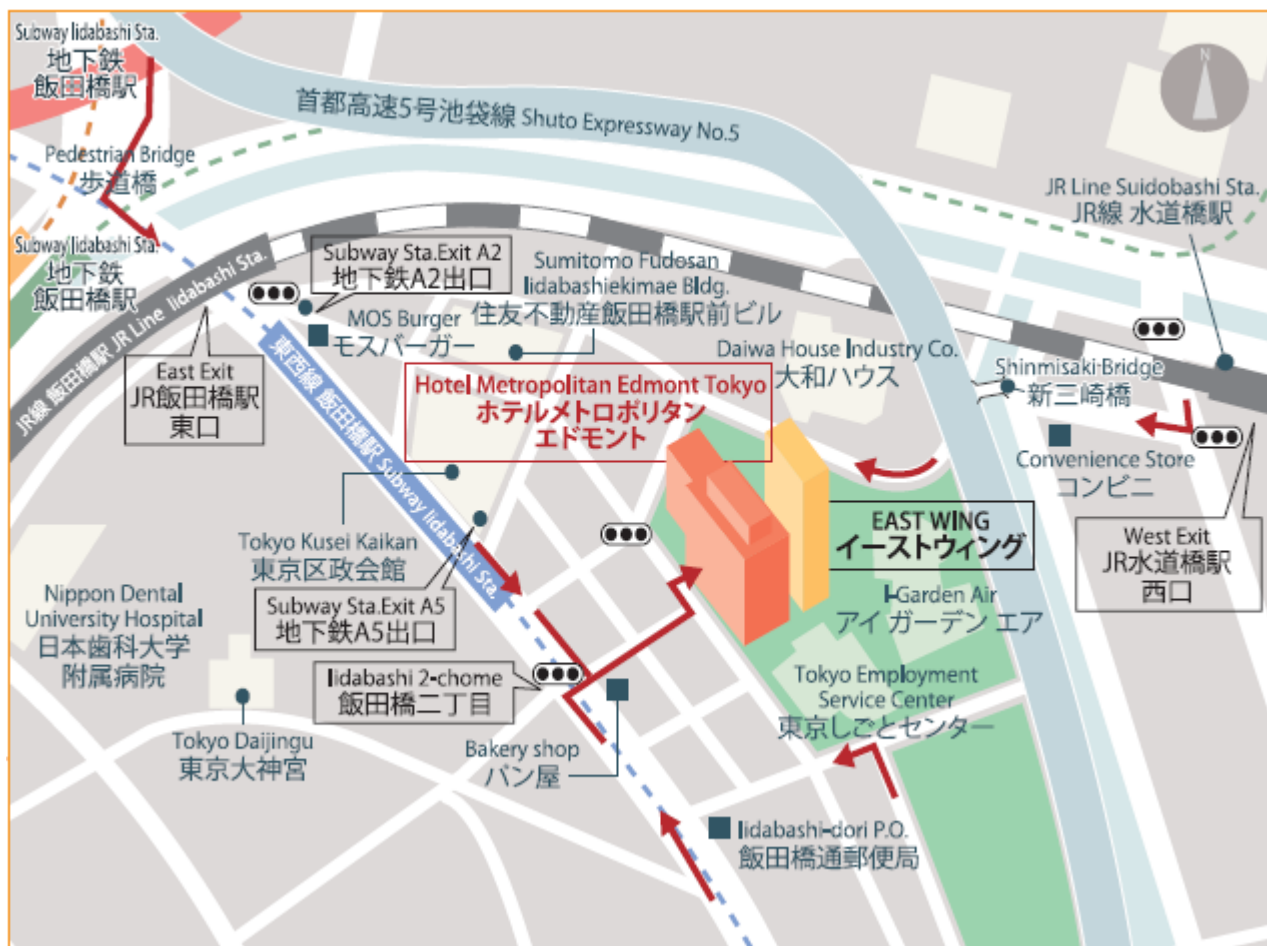 Subway Iidabashi Sta.
地下鉄
飯田橋駅
N
首都高速5号池袋線 Shuto Expressway No.5
Pedestrian Bridge
歩道橋
JR Line Suidobashi Sta.
JR線 水道橋駅
Subway Iidabashi Sta.
地下鉄
飯田橋駅
JR線 飯田橋駅 JR Line Iidabashi Sta.
Subway Sta.Exit A2
地下鉄A2出口
Sumitomo Fudosan
Iidabashiekimae Bldg.
住友不動産飯田橋駅前ビル
MOS Burger
モスバーガー
Daiwa House Industry Co.
大和ハウス
Shinmisaki-Bridge
新三崎橋
East Exit
JR飯田橋駅
東口
東西線 飯田橋駅 Subway Iidabashi Sta.
Hotel Metropolitan Edmont Tokyo
ホテルメトロポリタン
エドモント
Convenience Store
コンビニ
EAST WING
イーストウィング
West Exit
JR水道橋駅
西口
Tokyo Kusei Kaikan
東京区政会館
Nippon Dental
University Hospital
日本歯科大学
附属病院
Subway Sta.Exit A5
地下鉄A5出口
I-Garden Air
アイ ガーデン エア
Iidabashi 2-chome
飯田橋二丁目
Tokyo Employment
Service Center
東京しごとセンター
Tokyo Daijingu
東京大神宮
Bakery shop
パン屋
Iidabashi-dori P.O.
飯田橋通郵便局